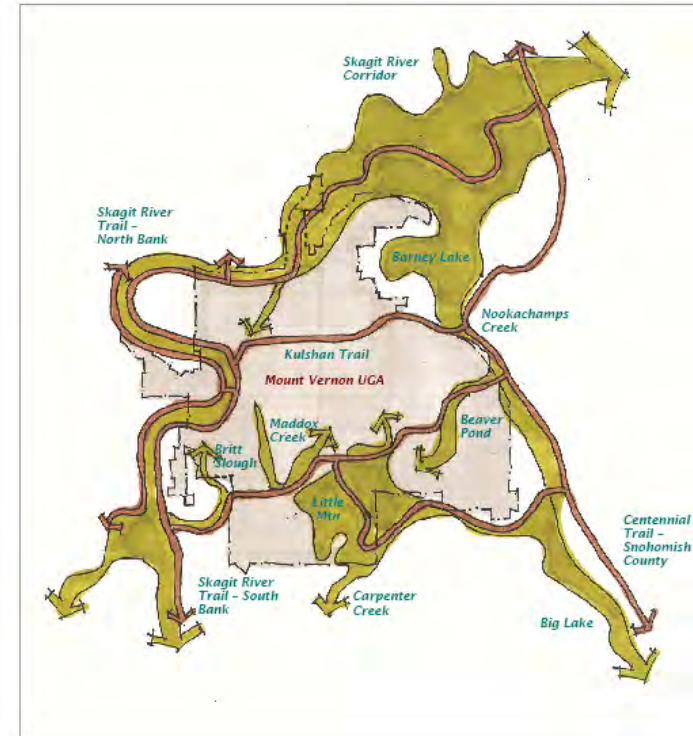 Skagit River
Corridor
Skagit River
Trail –
North Bank
Barney Lake
Nookachamps
Creek
Kulshan Trail
Mount Vernon UGA
Maddox
Creek
Beaver
Pond
Britt
Slough
Little
Mtn
Centennial
Trail –
Snohomish
County
Skagit River
Trail – South
Bank
Carpenter
Creek
Big Lake